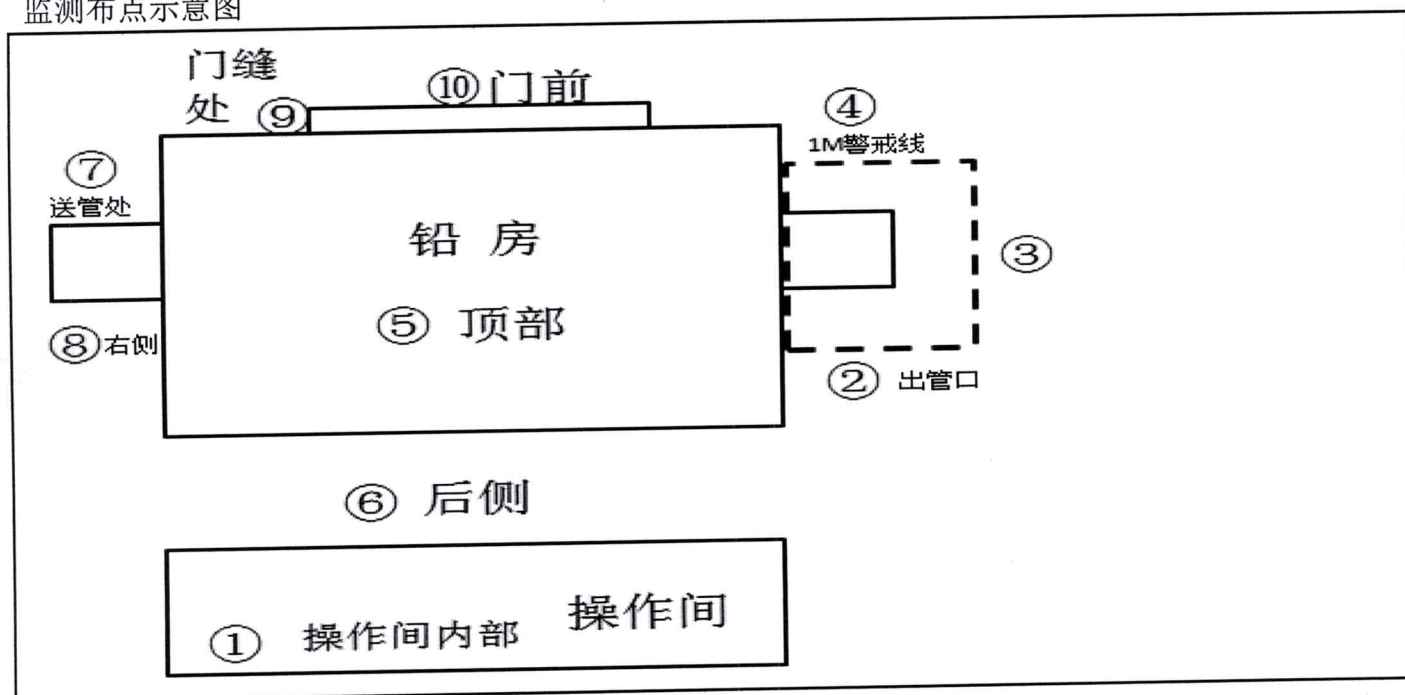 监测布点示意图
门缝
处 ⑨
⑩门前
④
1M警戒线
⑦
送管处
铅 房
③
⑤ 顶部
⑧右侧
② 出管口
⑥ 后侧
① 操作间内部 操作间